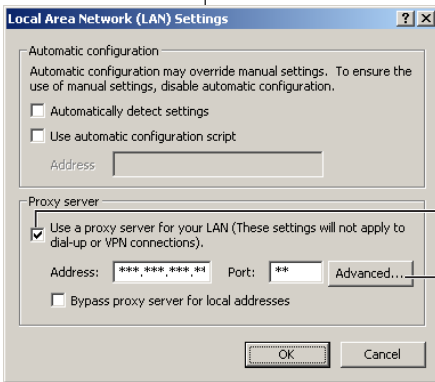 Local Area Network (LAN) Settings
Automatic configuration
Automatic configuration may override manual settings. To ensure the
use of manual settings, disable automatic configuration.
Automatically detect settings
Use automatic configuration script
Address
Proxy server
Use a proxy server for your LAN (These settings will not apply to
dial-up or VPN connections).
Address: ***.***.***.** Port: ** Advanced...
Bypass proxy server for local addresses
OK Cancel